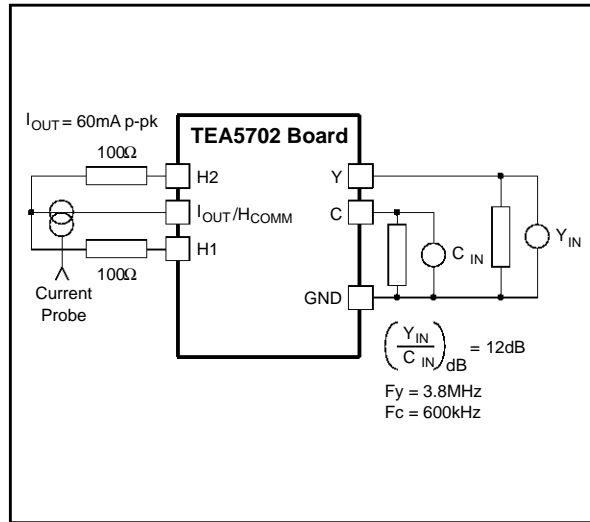 I_OUT = 60mA p-pk
TEA5702 Board
100Ω
H2
Y
I_OUT/H_COMM
C
Y_IN
C_IN
H1
100Ω
Current
Probe
GND
(Y_IN / C_IN)_dB = 12dB
Fy = 3.8MHz
Fc = 600kHz